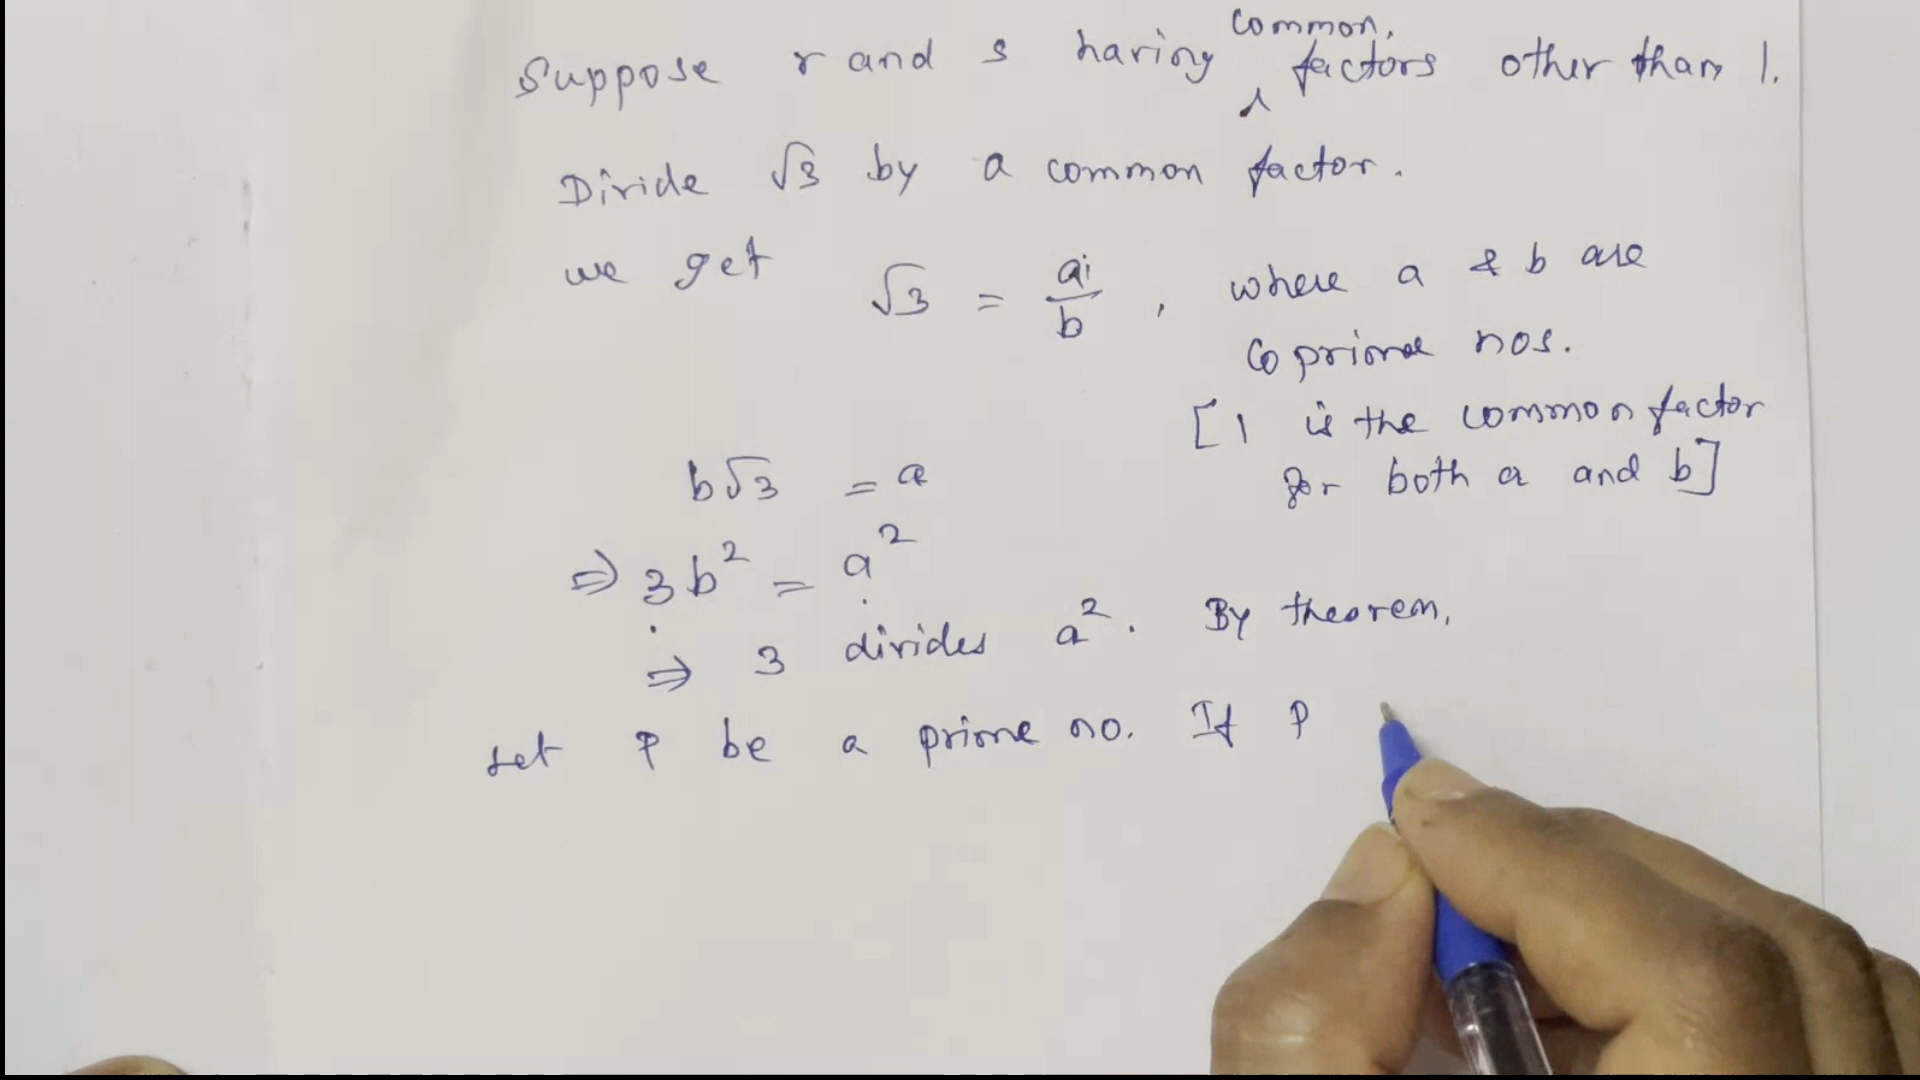 common,
Suppose r and s having ⁁ factors other than 1.
Divide √3 by a common factor.
we get √3 = a/b, where a & b are
coprime nos.
[1 is the common factor
for both a and b]
b√3 = a
⇒ 3b² = a²
⇒ 3 divides a². By theorem,
Let P be a prime no. If P